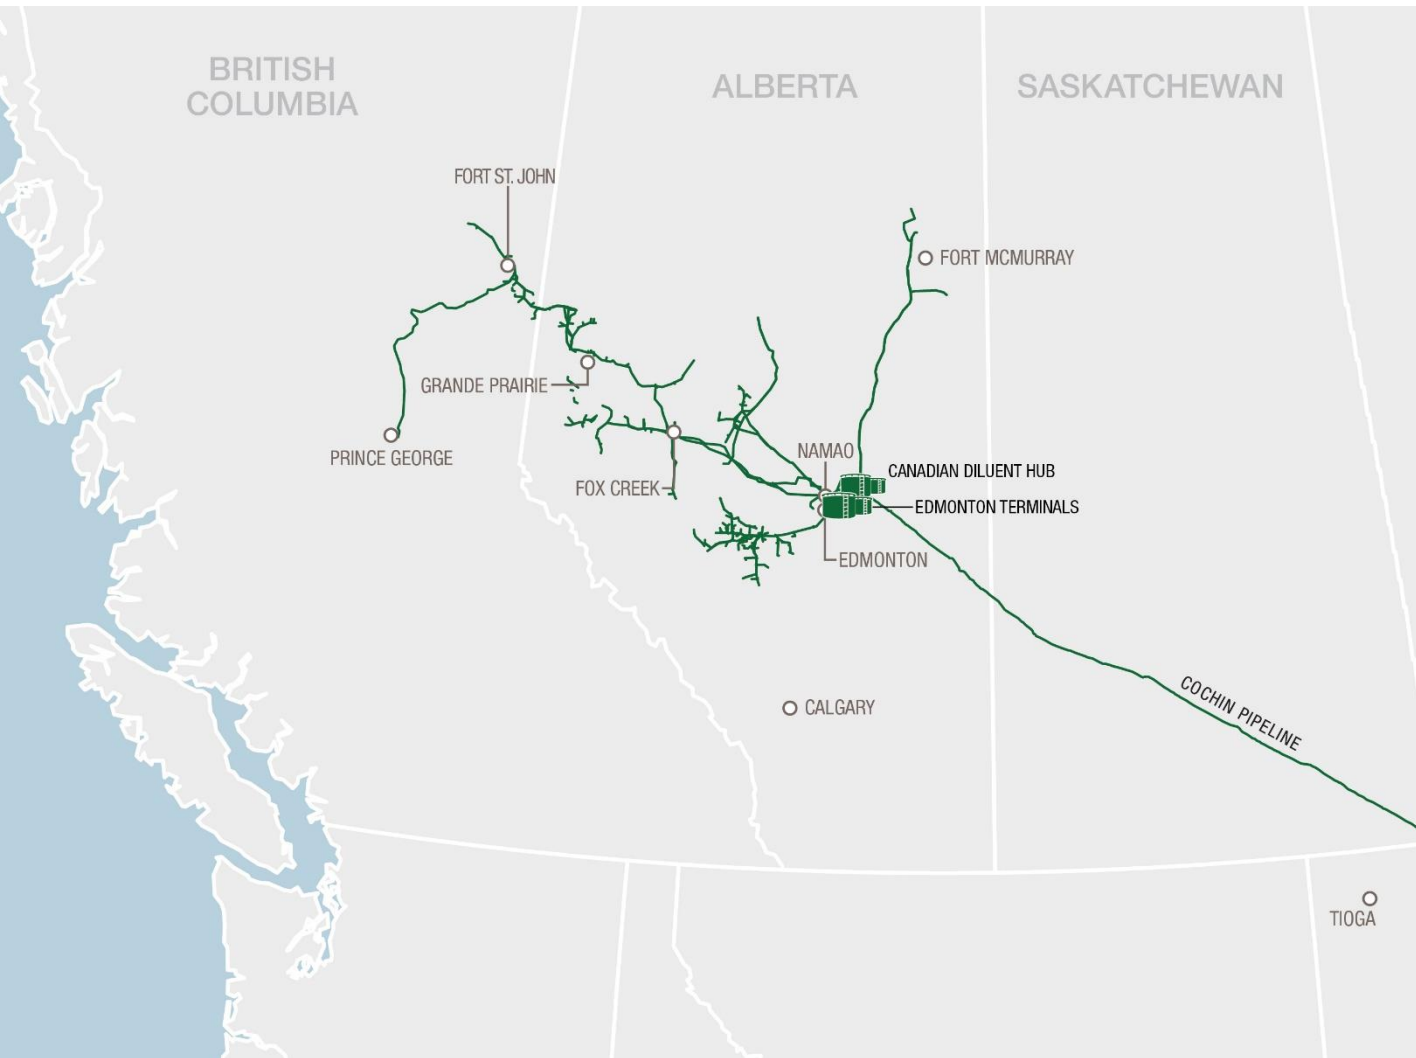 BRITISH
COLUMBIA
ALBERTA
SASKATCHEWAN
FORT ST. JOHN
FORT MCMURRAY
GRANDE PRAIRIE
PRINCE GEORGE
NAMAO
CANADIAN DILUENT HUB
FOX CREEK
EDMONTON TERMINALS
EDMONTON
CALGARY
COCHIN PIPELINE
TIOGA